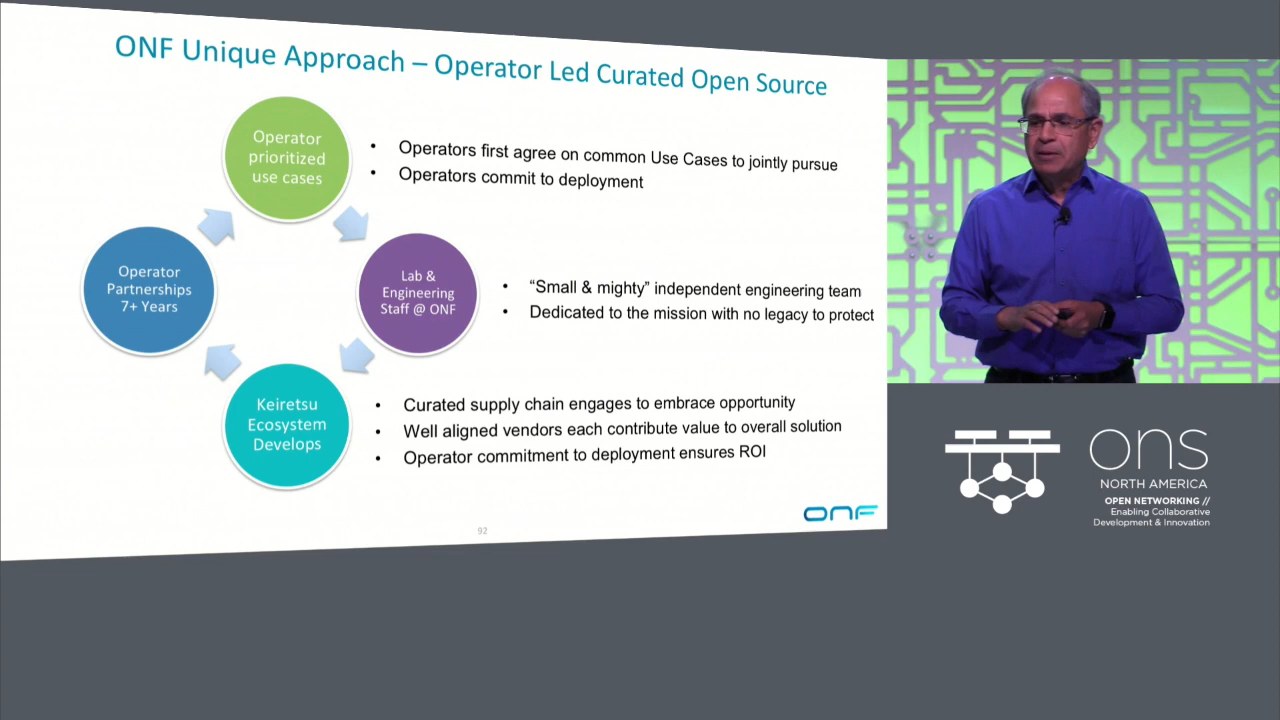 ONF Unique Approach – Operator Led Curated Open Source
Operator
prioritized
use cases
• Operators first agree on common Use Cases to jointly pursue
• Operators commit to deployment
Operator
Partnerships
7+ Years
Lab &
Engineering
Staff @ ONF
• “Small & mighty” independent engineering team
• Dedicated to the mission with no legacy to protect
Keiretsu
Ecosystem
Develops
• Curated supply chain engages to embrace opportunity
• Well aligned vendors each contribute value to overall solution
• Operator commitment to deployment ensures ROI
92
ONF
ons
NORTH AMERICA
OPEN NETWORKING //
Enabling Collaborative
Development & Innovation